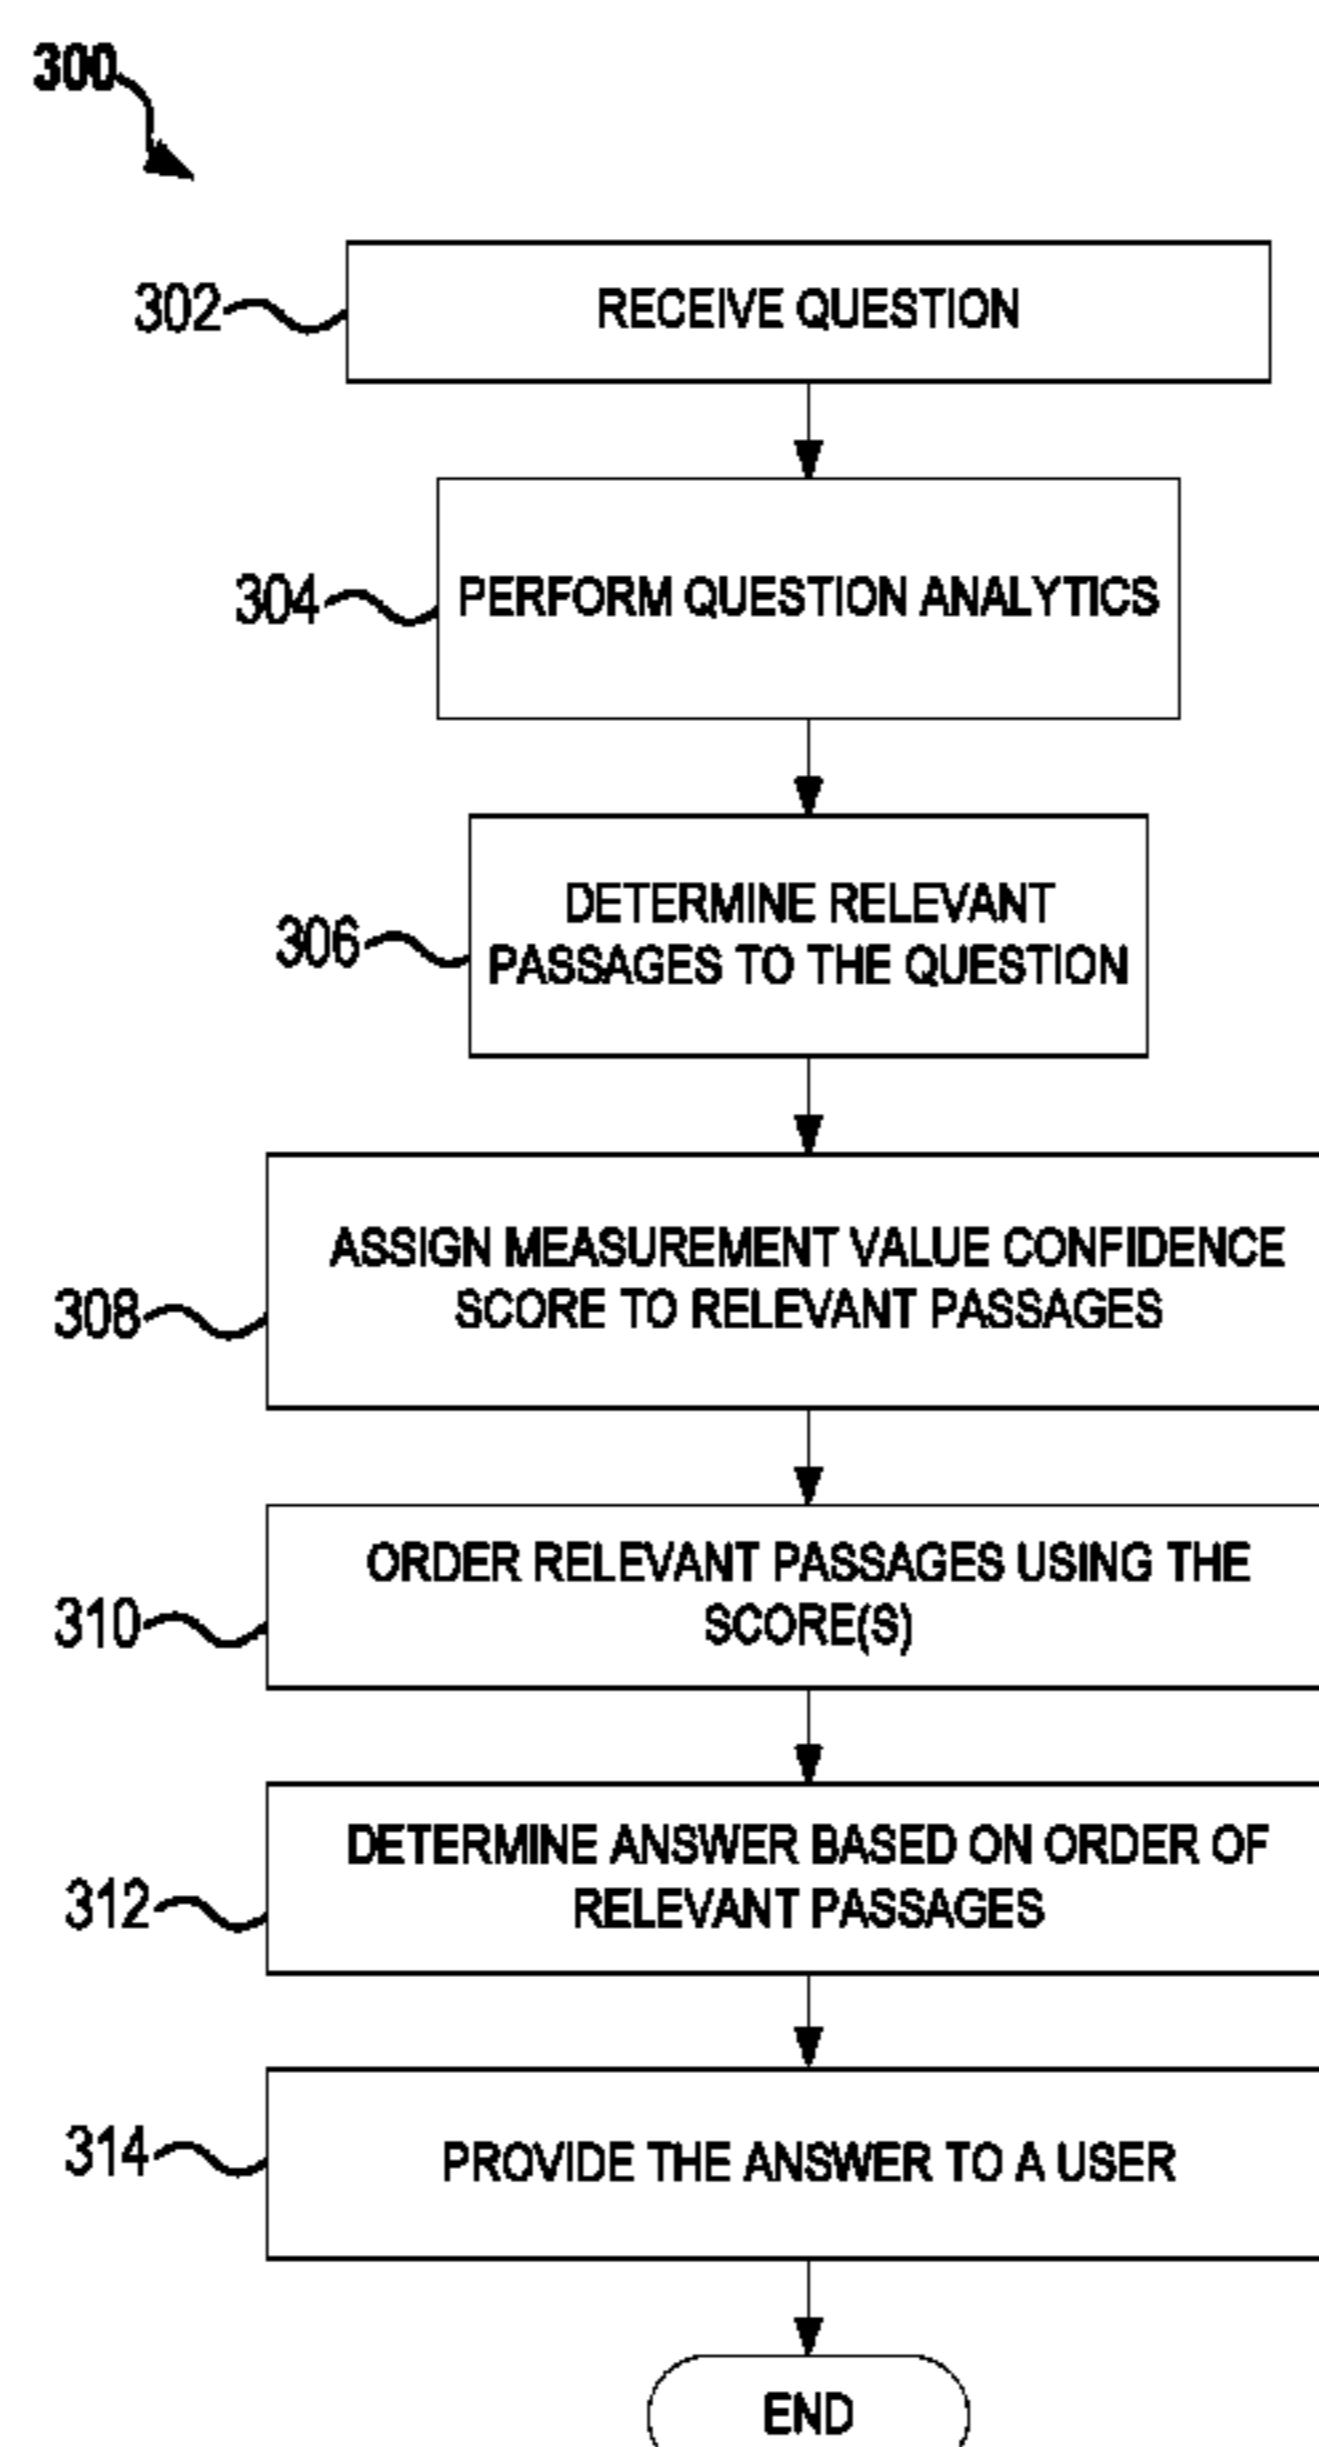 300
302
RECEIVE QUESTION
304
PERFORM QUESTION ANALYTICS
306
DETERMINE RELEVANT
PASSAGES TO THE QUESTION
308
ASSIGN MEASUREMENT VALUE CONFIDENCE
SCORE TO RELEVANT PASSAGES
310
ORDER RELEVANT PASSAGES USING THE
SCORE(S)
312
DETERMINE ANSWER BASED ON ORDER OF
RELEVANT PASSAGES
314
PROVIDE THE ANSWER TO A USER
END